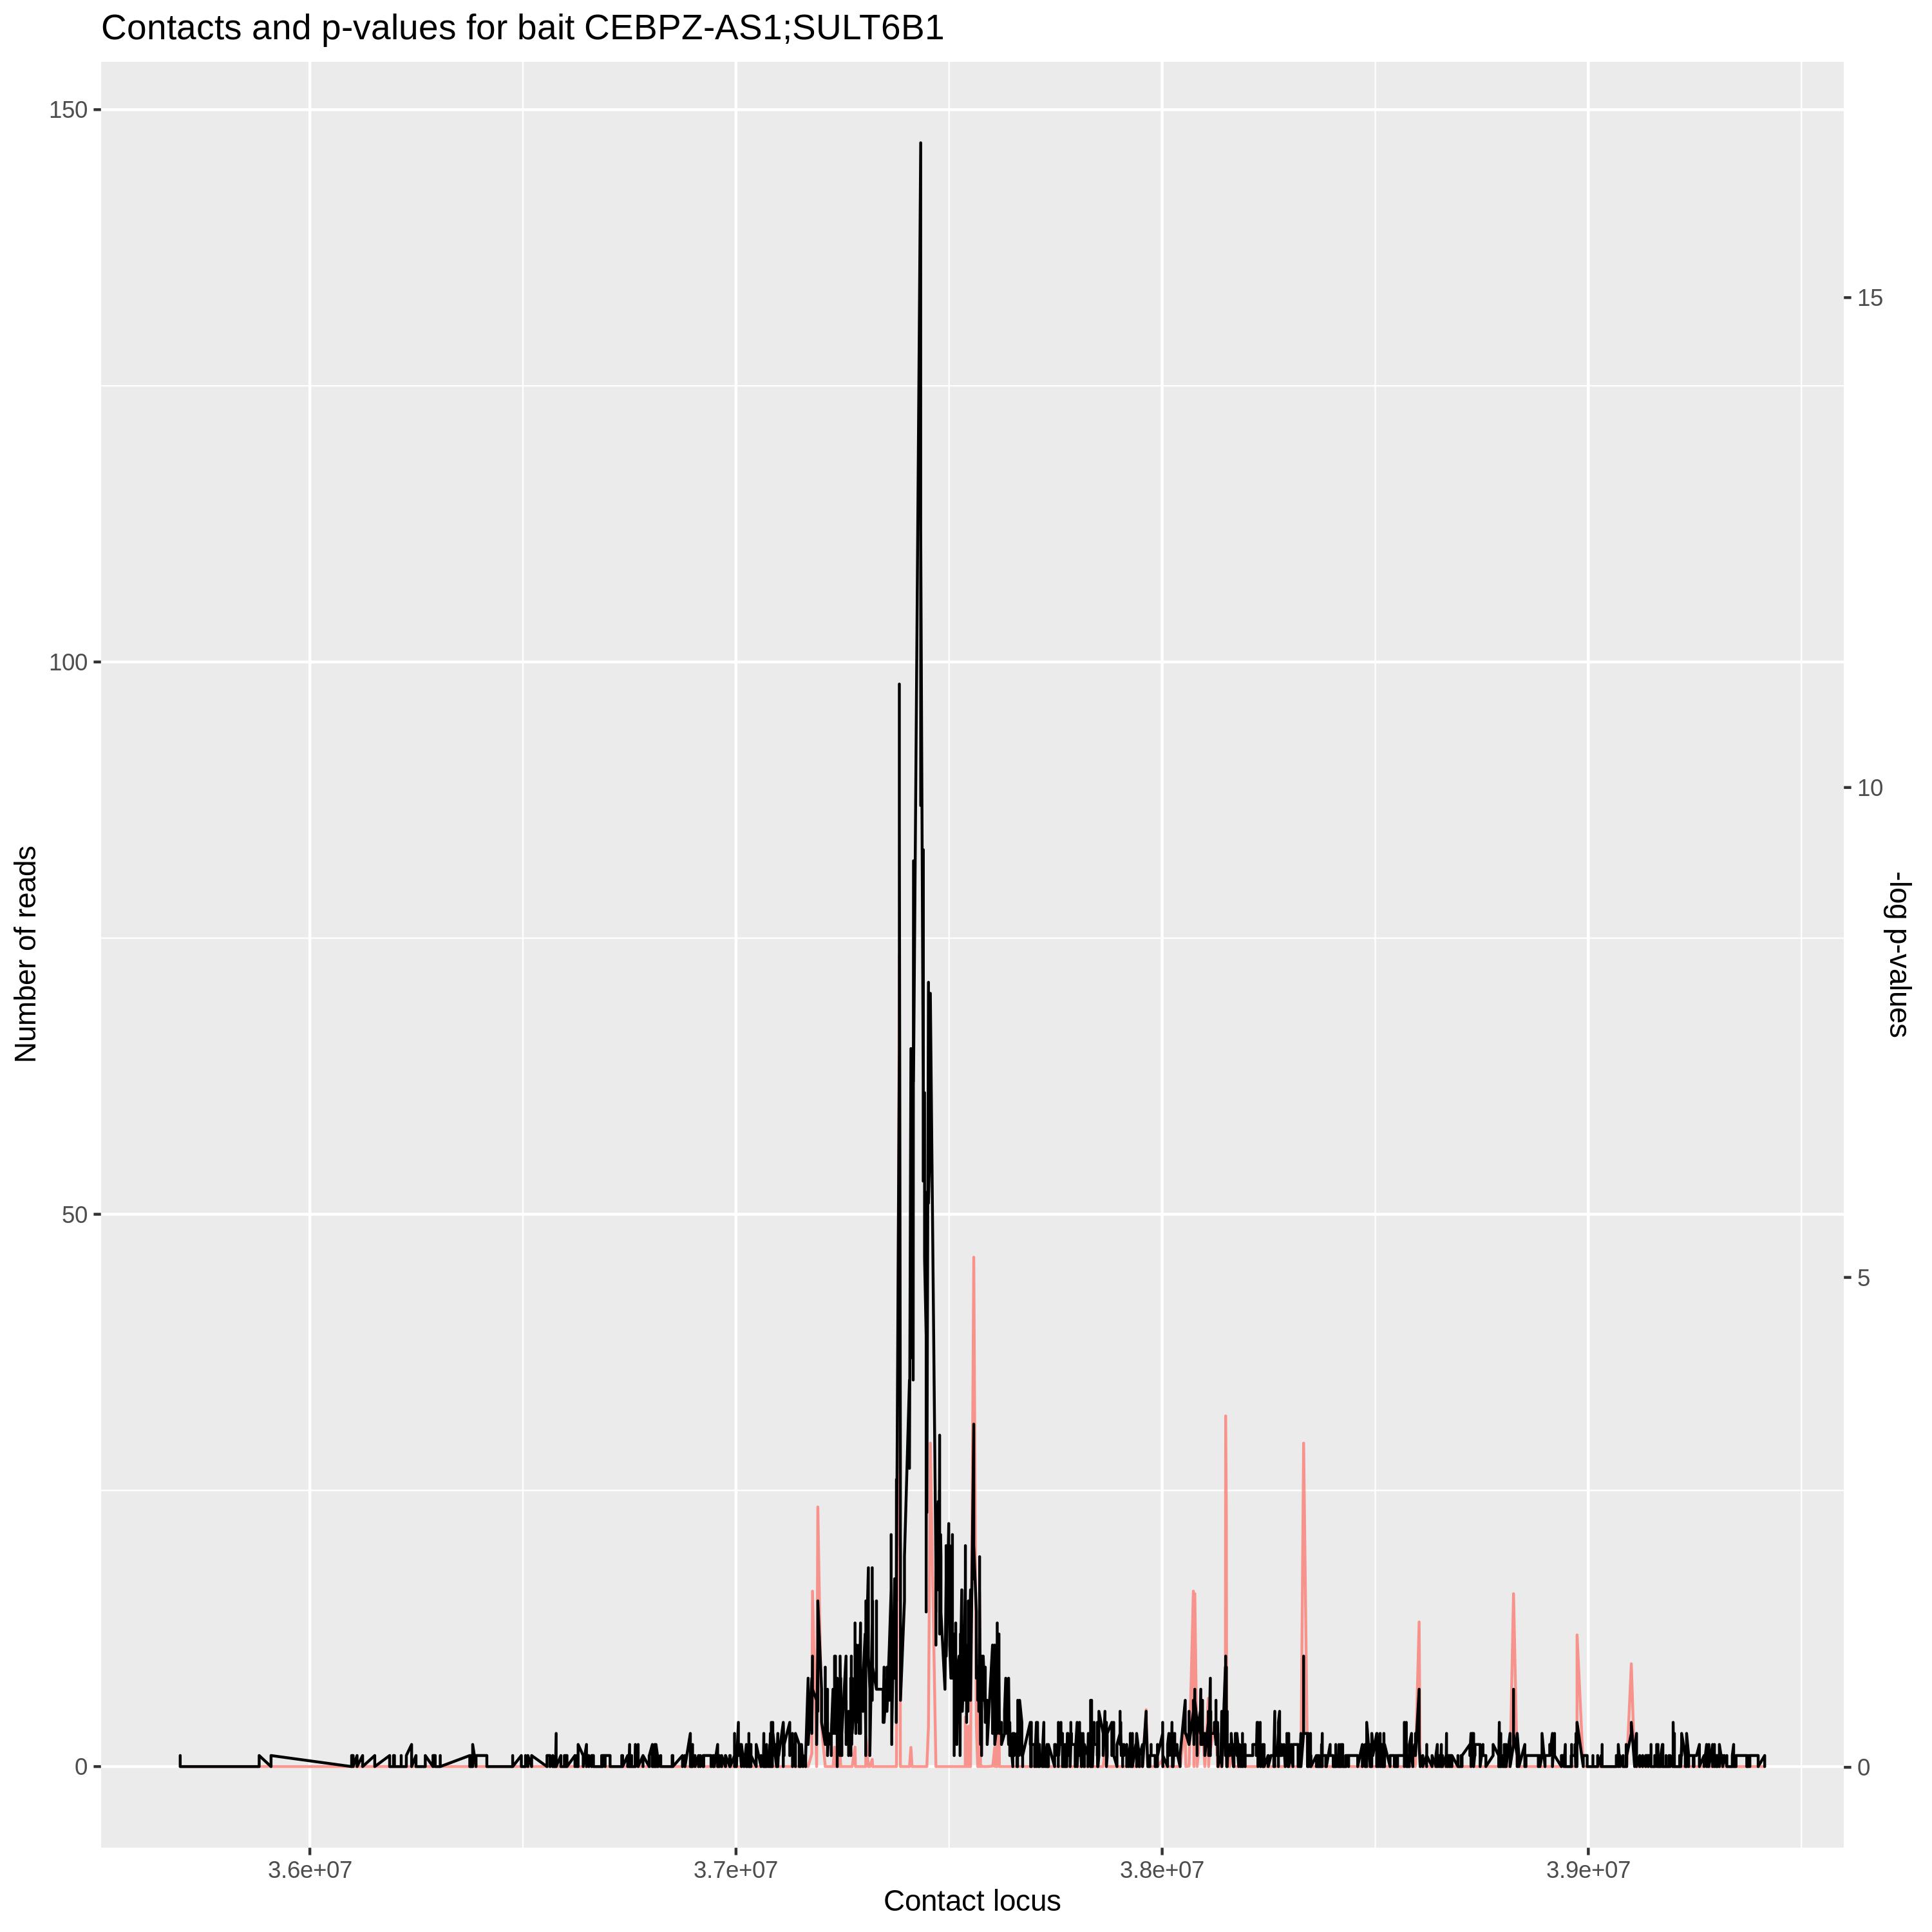 Contacts and p-values for bait CEBPZ-AS1;SULT6B1
150
100
50
0
Number of reads
15
10
5
0
-log p-values
3.6e+07
3.7e+07
3.8e+07
3.9e+07
Contact locus